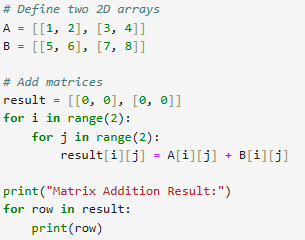 # Define two 2D arrays
A = [[1, 2], [3, 4]]
B = [[5, 6], [7, 8]]
# Add matrices
result = [[0, 0], [0, 0]]
for i in range(2):
    for j in range(2):
        result[i][j] = A[i][j] + B[i][j]
print("Matrix Addition Result:")
for row in result:
    print(row)